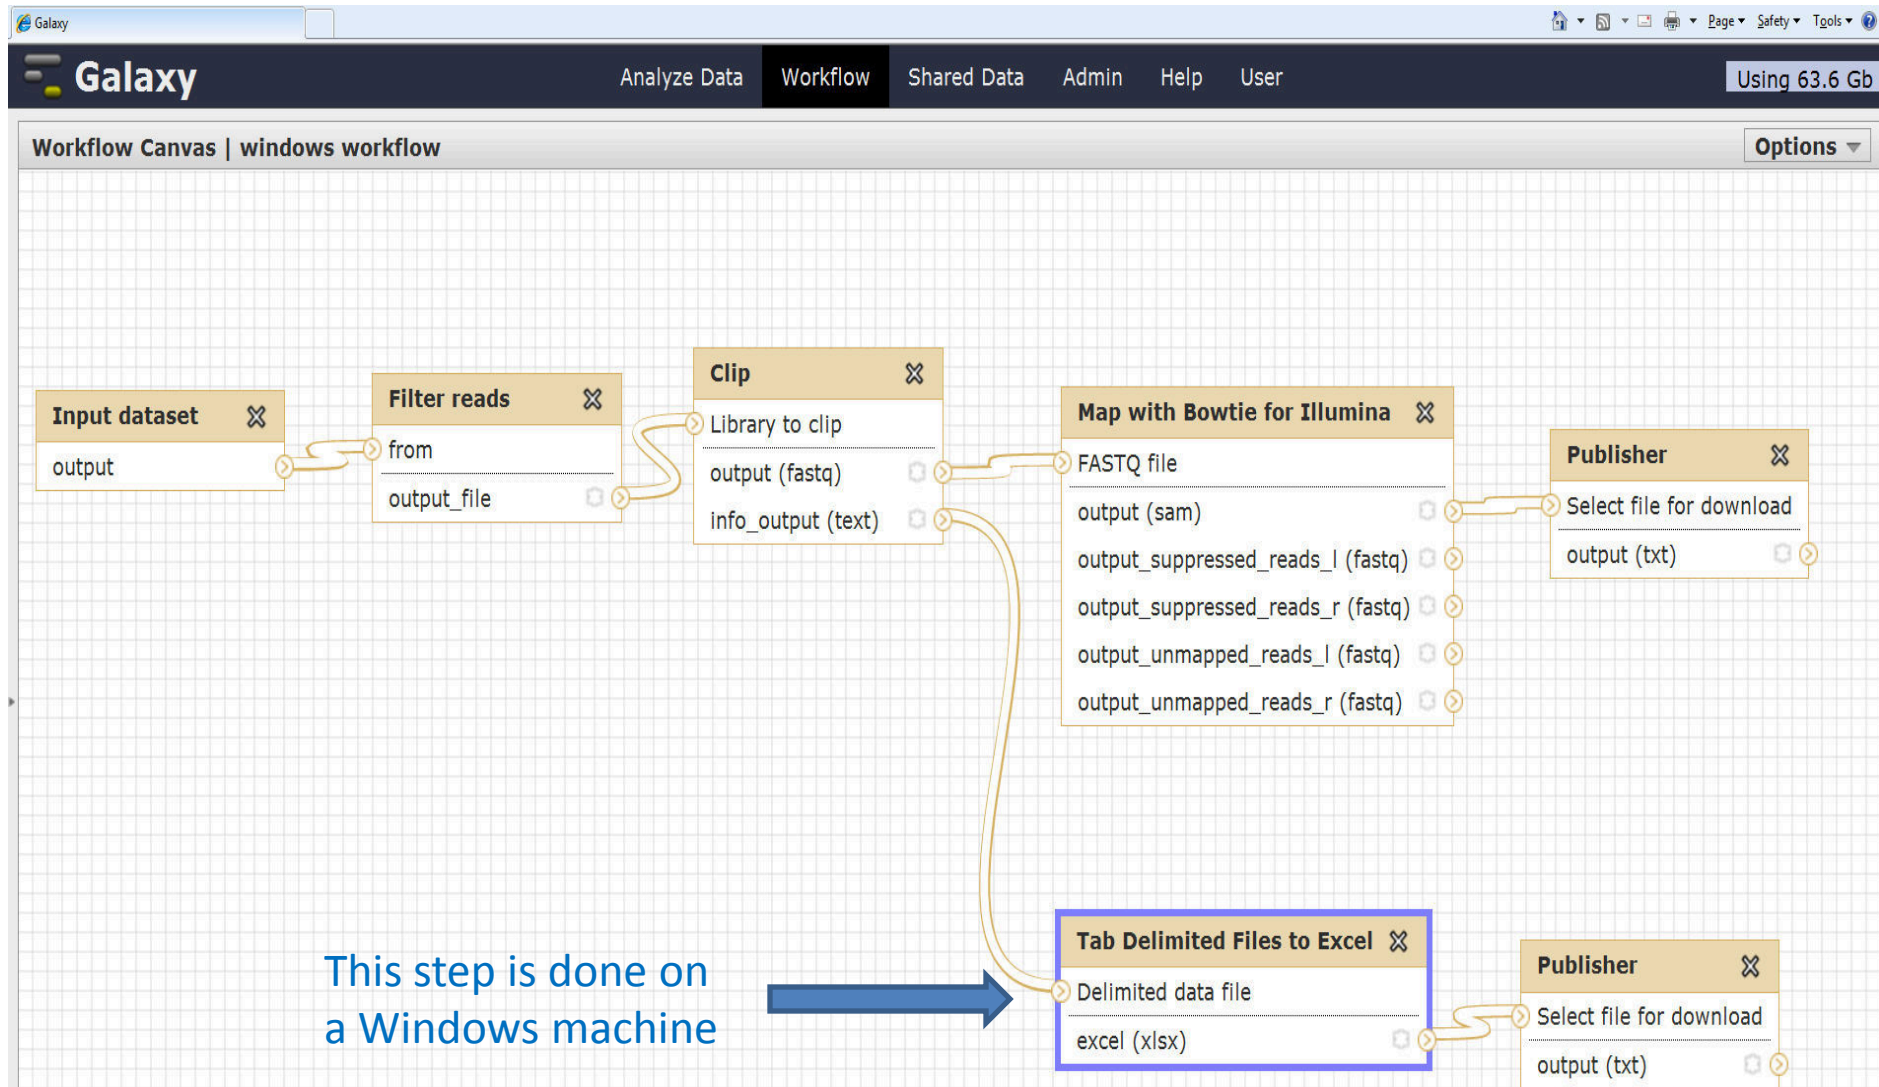 Galaxy
Page Safety Tools
Galaxy
Analyze Data Workflow Shared Data Admin Help User
Using 63.6 Gb
Workflow Canvas | windows workflow
Options
Input dataset
output
Filter reads
from
output_file
Clip
Library to clip
output (fastq)
info_output (text)
Map with Bowtie for Illumina
FASTQ file
output (sam)
output_suppressed_reads_l (fastq)
output_suppressed_reads_r (fastq)
output_unmapped_reads_l (fastq)
output_unmapped_reads_r (fastq)
Publisher
Select file for download
output (txt)
This step is done on
a Windows machine
Tab Delimited Files to Excel
Delimited data file
excel (xlsx)
Publisher
Select file for download
output (txt)